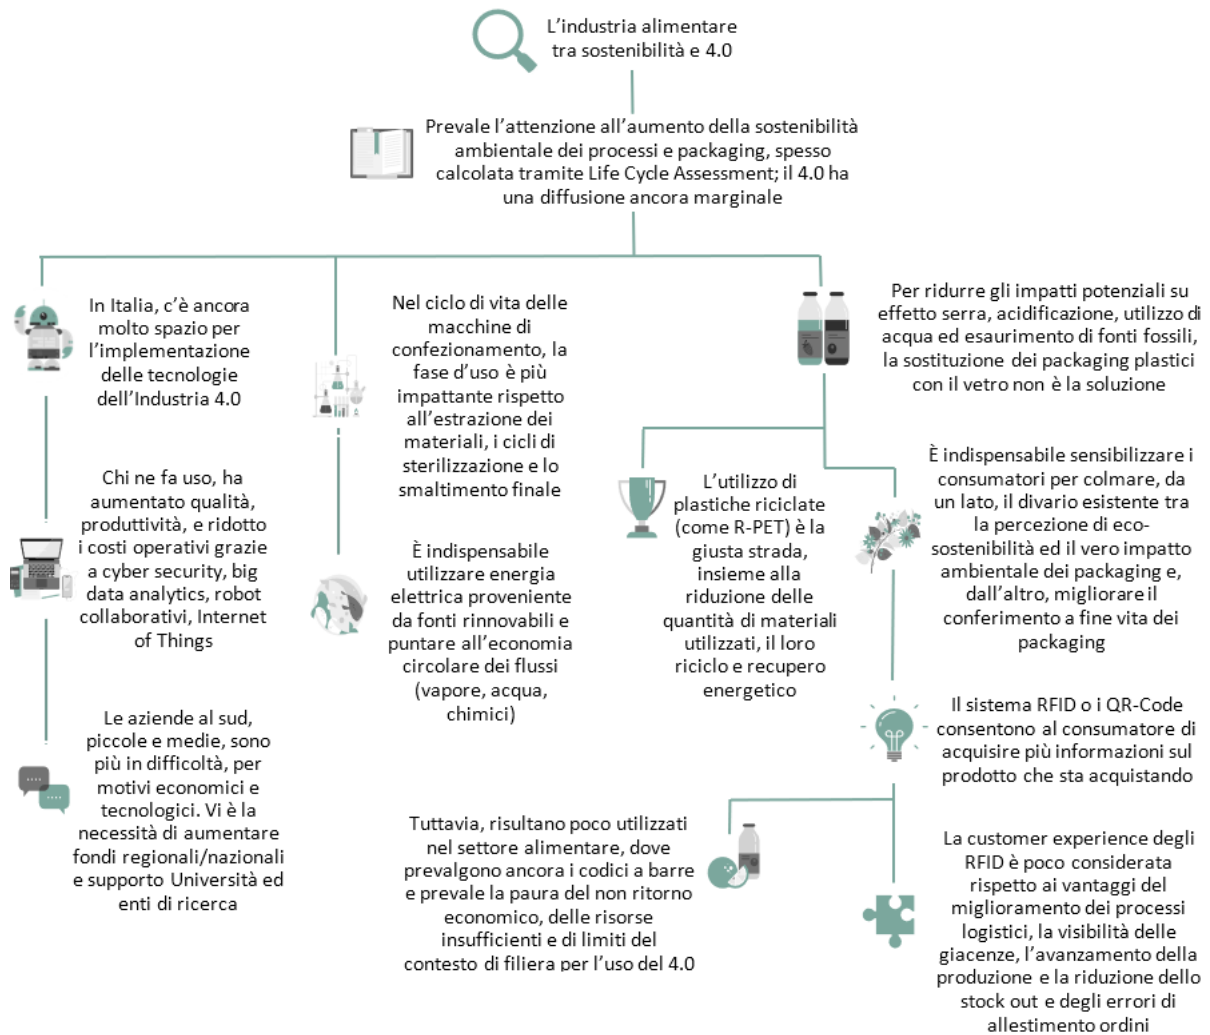 L'industria alimentare
tra sostenibilità e 4.0
Prevale l'attenzione all'aumento della sostenibilità
ambientale dei processi e packaging, spesso
calcolata tramite Life Cycle Assessment; il 4.0 ha
una diffusione ancora marginale
In Italia, c'è ancora
molto spazio per
l'implementazione
delle tecnologie
dell'Industria 4.0
Chi ne fa uso, ha
aumentato qualità,
produttività, e ridotto
i costi operativi grazie
a cyber security, big
data analytics, robot
collaborativi, Internet
of Things
Le aziende al sud,
piccole e medie, sono
più in difficoltà, per
motivi economici e
tecnologici. Vi è la
necessità di aumentare
fondi regionali/nazionali
e supporto Università ed
enti di ricerca
Nel ciclo di vita delle
macchine di
confezionamento, la
fase d'uso è più
impattante rispetto
all'estrazione dei
materiali, i cicli di
sterilizzazione e lo
smaltimento finale
È indispensabile
utilizzare energia
elettrica proveniente
da fonti rinnovabili e
puntare all'economia
circolare dei flussi
(vapore, acqua,
chimici)
Per ridurre gli impatti potenziali su
effetto serra, acidificazione, utilizzo di
acqua ed esaurimento di fonti fossili,
la sostituzione dei packaging plastici
con il vetro non è la soluzione
L'utilizzo di
plastiche riciclate
(come R-PET) è la
giusta strada,
insieme alla
riduzione delle
quantità di materiali
utilizzati, il loro
riciclo e recupero
energetico
È indispensabile sensibilizzare i
consumatori per colmare, da
un lato, il divario esistente tra
la percezione di eco-
sostenibilità ed il vero impatto
ambientale dei packaging e,
dall'altro, migliorare il
conferimento a fine vita dei
packaging
Il sistema RFID o i QR-Code
consentono al consumatore di
acquisire più informazioni sul
prodotto che sta acquistando
Tuttavia, risultano poco utilizzati
nel settore alimentare, dove
prevalgono ancora i codici a barre
e prevale la paura del non ritorno
economico, delle risorse
insufficienti e di limiti del
contesto di filiera per l'uso del 4.0
La customer experience degli
RFID è poco considerata
rispetto ai vantaggi del
miglioramento dei processi
logistici, la visibilità delle
giacenze, l'avanzamento della
produzione e la riduzione dello
stock out e degli errori di
allestimento ordini